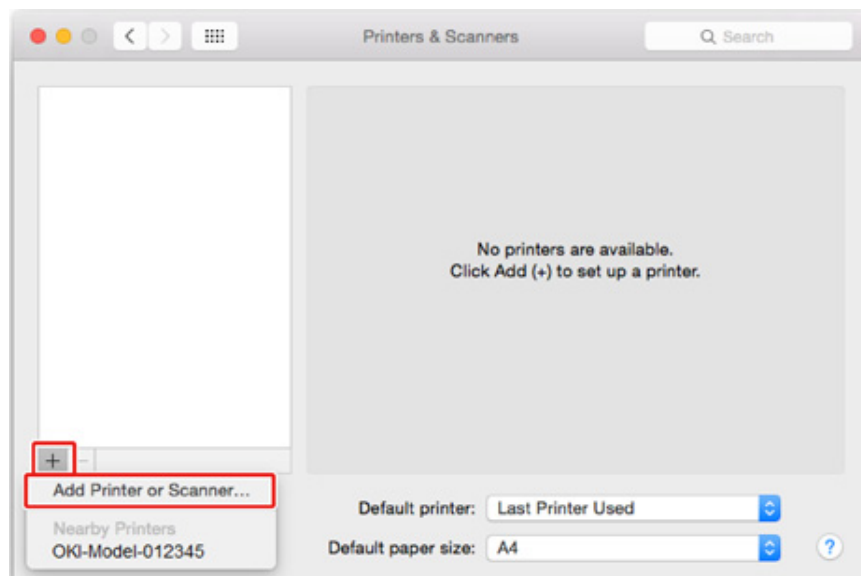 Printers & Scanners
Search
No printers are available.
Click Add (+) to set up a printer.
+ −
Add Printer or Scanner...
Nearby Printers
OKI-Model-012345
Default printer: Last Printer Used
Default paper size: A4 ?